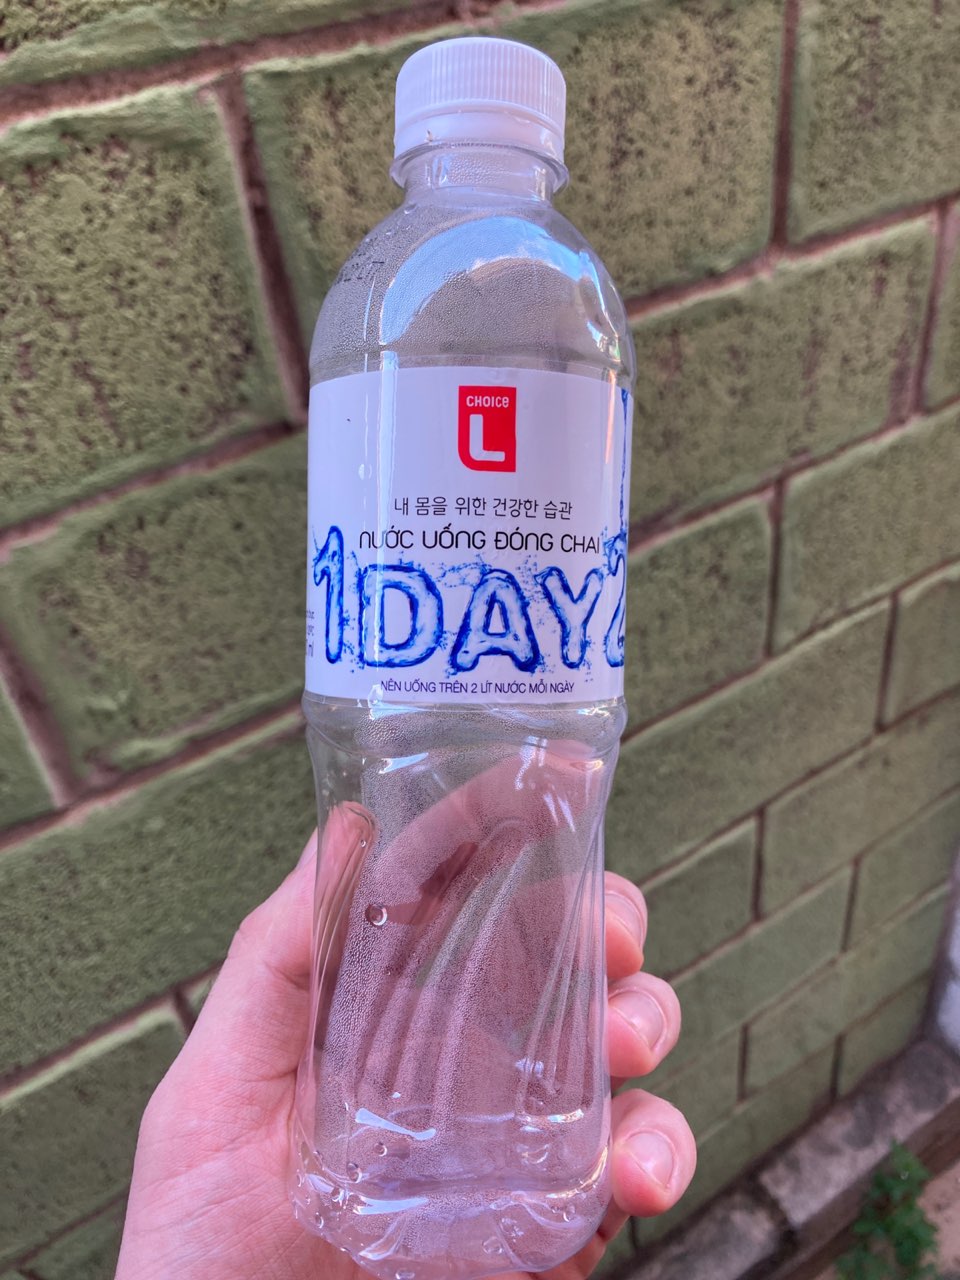 CHOICE
L
내 몸을 위한 건강한 습관
NƯỚC UỐNG ĐÓNG CHAI
1DAY2
ml
NÊN UỐNG TRÊN 2 LÍT NƯỚC MỖI NGÀY